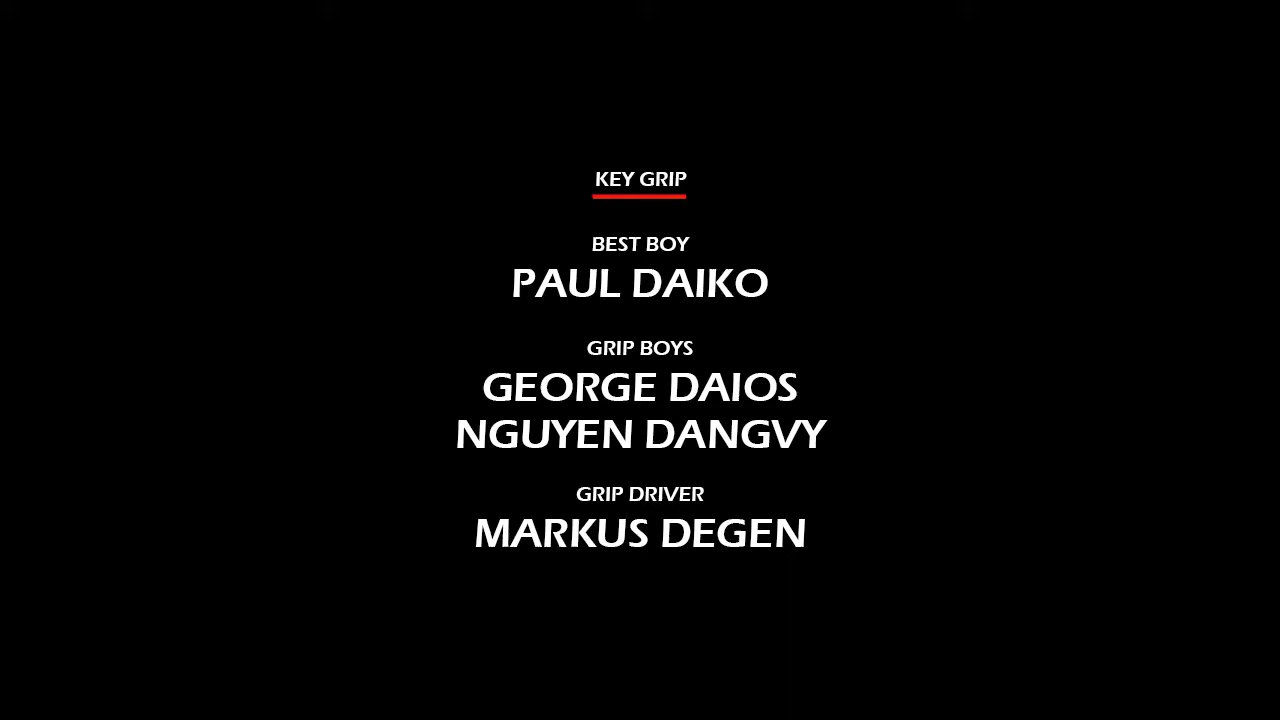 KEY GRIP
BEST BOY
PAUL DAIKO
GRIP BOYS
GEORGE DAIOS
NGUYEN DANGVY
GRIP DRIVER
MARKUS DEGEN